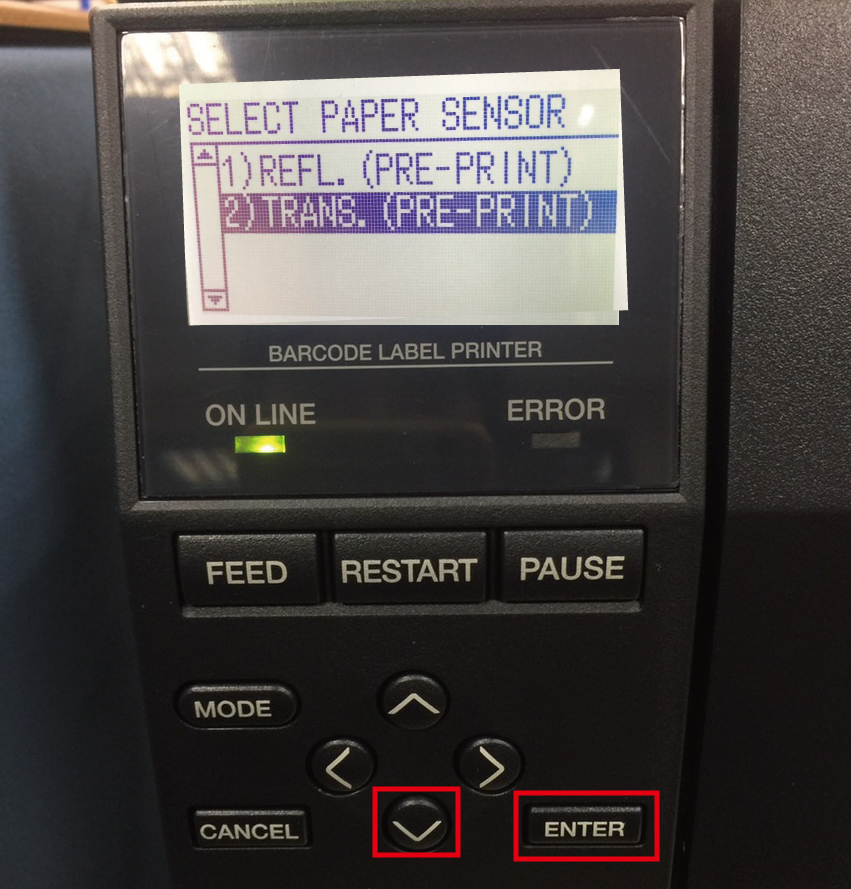 SELECT PAPER SENSOR
1)REFL. (PRE-PRINT)
2)TRANS. (PRE-PRINT)
BARCODE LABEL PRINTER
ON LINE
ERROR
FEED
RESTART
PAUSE
MODE
CANCEL
ENTER